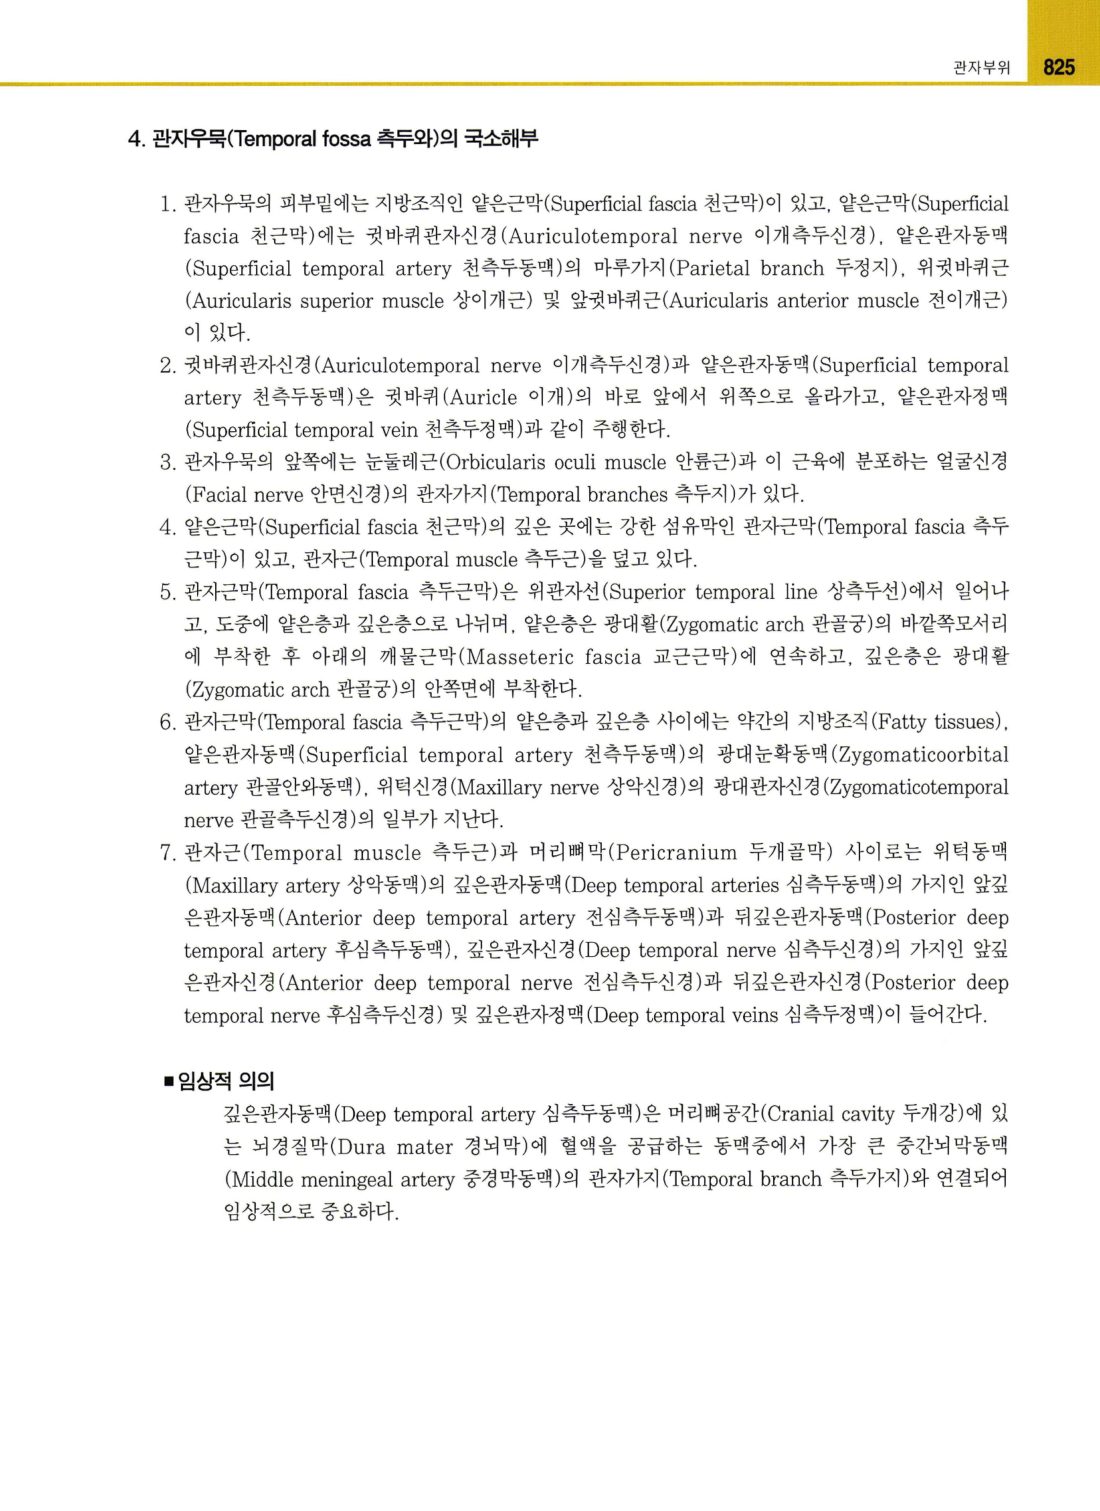 관자부위 825
4. 관자우묵(Temporal fossa 측두와)의 국소해부
1. 관자우묵의 피부밑에는 지방조직인 얕은근막(Superficial fascia 천근막)이 있고, 얕은근막(Superficial
fascia 천근막)에는 귓바퀴관자신경(Auriculotemporal nerve 이개측두신경), 얕은관자동맥
(Superficial temporal artery 천측두동맥)의 마루가지(Parietal branch 두정지), 위귓바퀴근
(Auricularis superior muscle 상이개근) 및 앞귓바퀴근(Auricularis anterior muscle 전이개근)
이 있다.
2. 귓바퀴관자신경(Auriculotemporal nerve 이개측두신경)과 얕은관자동맥(Superficial temporal
artery 천측두동맥)은 귓바퀴(Auricle 이개)의 바로 앞에서 위쪽으로 올라가고, 얕은관자정맥
(Superficial temporal vein 천측두정맥)과 같이 주행한다.
3. 관자우묵의 앞쪽에는 눈둘레근(Orbicularis oculi muscle 안륜근)과 이 근육에 분포하는 얼굴신경
(Facial nerve 안면신경)의 관자가지(Temporal branches 측두지)가 있다.
4. 얕은근막(Superficial fascia 천근막)의 깊은 곳에는 강한 섬유막인 관자근막(Temporal fascia 측두
근막)이 있고, 관자근(Temporal muscle 측두근)을 덮고 있다.
5. 관자근막(Temporal fascia 측두근막)은 위관자선(Superior temporal line 상측두선)에서 일어나
고, 도중에 얕은층과 깊은층으로 나뉘며, 얕은층은 광대활(Zygomatic arch 관골궁)의 바깥쪽모서리
에 부착한 후 아래의 깨물근막(Masseteric fascia 교근근막)에 연속하고, 깊은층은 광대활
(Zygomatic arch 관골궁)의 안쪽면에 부착한다.
6. 관자근막(Temporal fascia 측두근막)의 얕은층과 깊은층 사이에는 약간의 지방조직(Fatty tissues),
얕은관자동맥(Superficial temporal artery 천측두동맥)의 광대눈확동맥(Zygomaticoorbital
artery 관골안와동맥), 위턱신경(Maxillary nerve 상악신경)의 광대관자신경(Zygomaticotemporal
nerve 관골측두신경)의 일부가 지난다.
7. 관자근(Temporal muscle 측두근)과 머리뼈막(Pericranium 두개골막) 사이로는 위턱동맥
(Maxillary artery 상악동맥)의 깊은관자동맥(Deep temporal arteries 심측두동맥)의 가지인 앞깊
은관자동맥(Anterior deep temporal artery 전심측두동맥)과 뒤깊은관자동맥(Posterior deep
temporal artery 후심측두동맥), 깊은관자신경(Deep temporal nerve 심측두신경)의 가지인 앞깊
은관자신경(Anterior deep temporal nerve 전심측두신경)과 뒤깊은관자신경(Posterior deep
temporal nerve 후심측두신경) 및 깊은관자정맥(Deep temporal veins 심측두정맥)이 들어간다.
■ 임상적 의의
깊은관자동맥(Deep temporal artery 심측두동맥)은 머리뼈공간(Cranial cavity 두개강)에 있
는 뇌경질막(Dura mater 경뇌막)에 혈액을 공급하는 동맥중에서 가장 큰 중간뇌막동맥
(Middle meningeal artery 중경막동맥)의 관자가지(Temporal branch 측두가지)와 연결되어
임상적으로 중요하다.